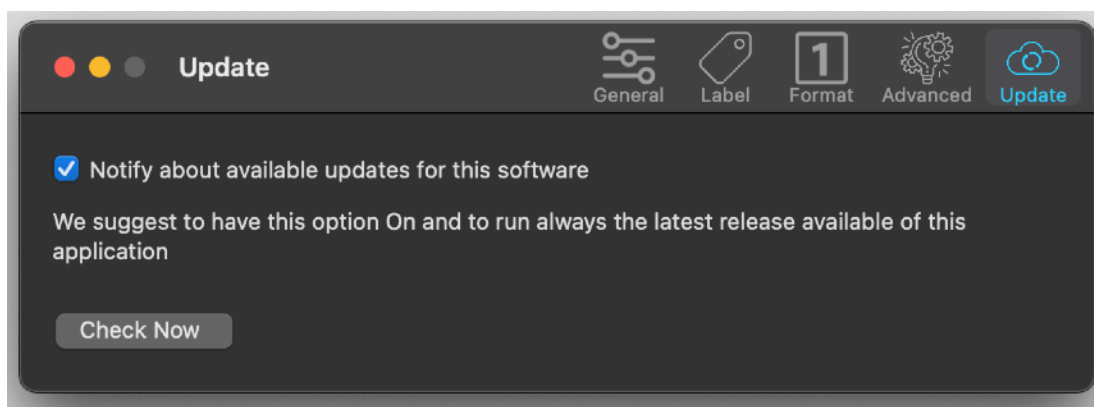 Update
General
Label
1
Format
Advanced
Update
Notify about available updates for this software
We suggest to have this option On and to run always the latest release available of this
application
Check Now